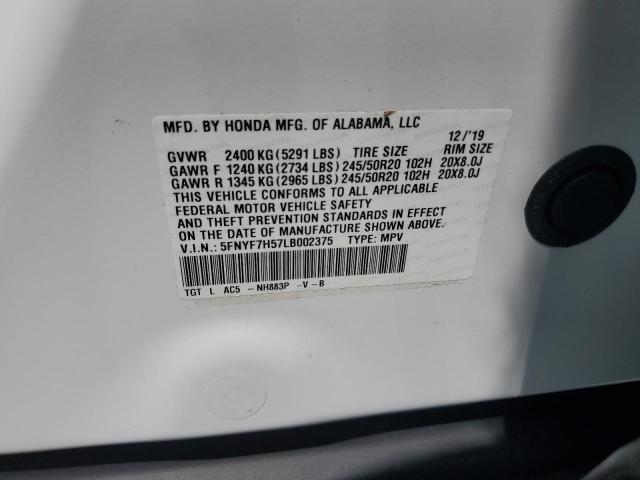 MFD. BY HONDA MFG. OF ALABAMA, LLC 12/'19
GVWR 2400 KG (5291 LBS) TIRE SIZE RIM SIZE
GAWR F 1240 KG (2734 LBS) 245/50R20 102H 20X8.0J
GAWR R 1345 KG (2965 LBS) 245/50R20 102H 20X8.0J
THIS VEHICLE CONFORMS TO ALL APPLICABLE
FEDERAL MOTOR VEHICLE SAFETY
AND THEFT PREVENTION STANDARDS IN EFFECT
ON THE DATE OF MANUFACTURE SHOWN ABOVE.
V.I.N.: 5FNYF7H57LB002375 TYPE: MPV
TGT L AC5 -NH883P -V-B